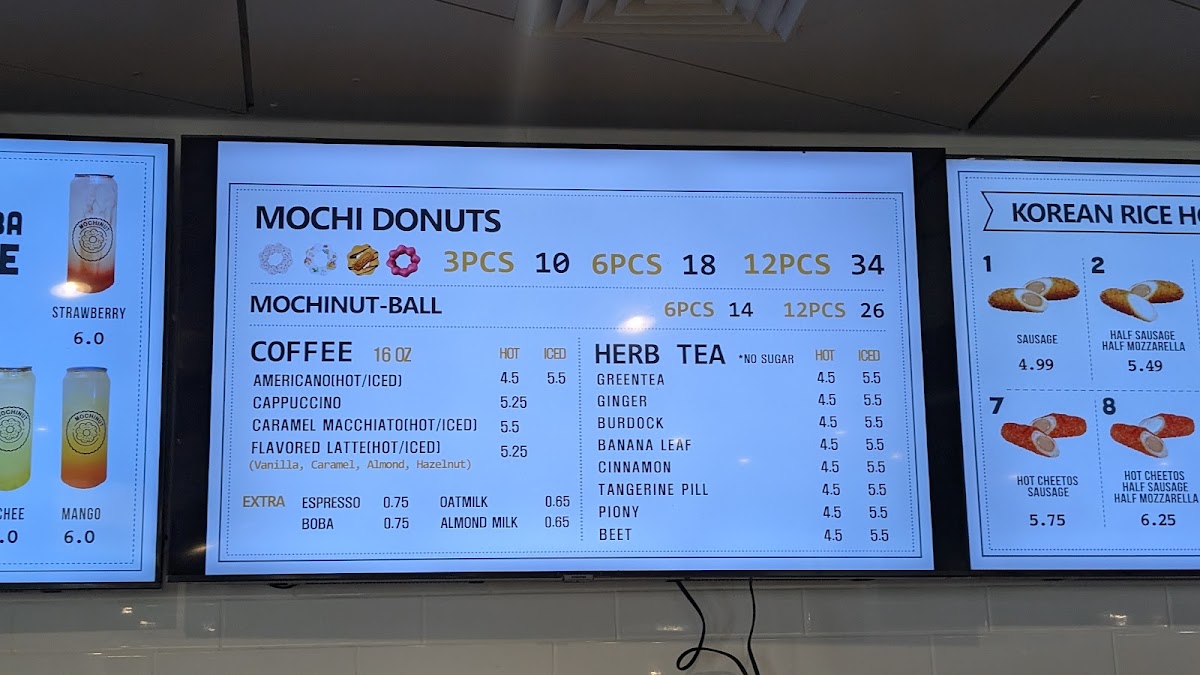 BA
E
MOCHINUT
STRAWBERRY
6.0
MOCHINUT
MOCHINUT
CHEE
MANGO
.0
6.0
MOCHI DONUTS
3PCS 10 6PCS 18 12PCS 34
MOCHINUT-BALL 6PCS 14 12PCS 26
COFFEE 16 OZ HOT ICED
AMERICANO(HOT/ICED) 4.5 5.5
CAPPUCCINO 5.25
CARAMEL MACCHIATO(HOT/ICED) 5.5
FLAVORED LATTE(HOT/ICED) 5.25
(Vanilla, Caramel, Almond, Hazelnut)
EXTRA ESPRESSO 0.75 OATMILK 0.65
BOBA 0.75 ALMOND MILK 0.65
HERB TEA *NO SUGAR HOT ICED
GREENTEA 4.5 5.5
GINGER 4.5 5.5
BURDOCK 4.5 5.5
BANANA LEAF 4.5 5.5
CINNAMON 4.5 5.5
TANGERINE PILL 4.5 5.5
PIONY 4.5 5.5
BEET 4.5 5.5
KOREAN RICE HO
1
SAUSAGE
4.99
2
HALF SAUSAGE
HALF MOZZARELLA
5.49
7
HOT CHEETOS
SAUSAGE
5.75
8
HOT CHEETOS
HALF SAUSAGE
HALF MOZZARELLA
6.25